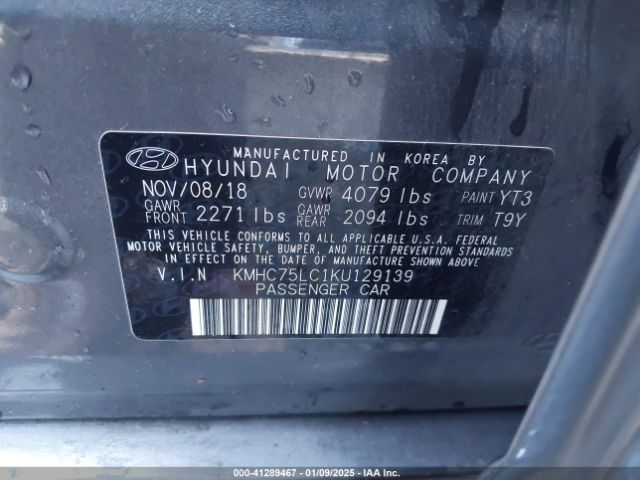 MANUFACTURED IN KOREA BY
HYUNDAI MOTOR COMPANY
NOV/08/18 GVWR 4079 lbs PAINT YT3
GAWR FRONT 2271 lbs GAWR REAR 2094 lbs TRIM T9Y
THIS VEHICLE CONFORMS TO ALL APPLICABLE U.S.A. FEDERAL
MOTOR VEHICLE SAFETY, BUMPER, AND THEFT PREVENTION STANDARDS
IN EFFECT ON THE DATE OF MANUFACTURE SHOWN ABOVE.
V.I.N KMHC75LC1KU129139
PASSENGER CAR
000-41289467 - 01/09/2025 - IAA Inc.